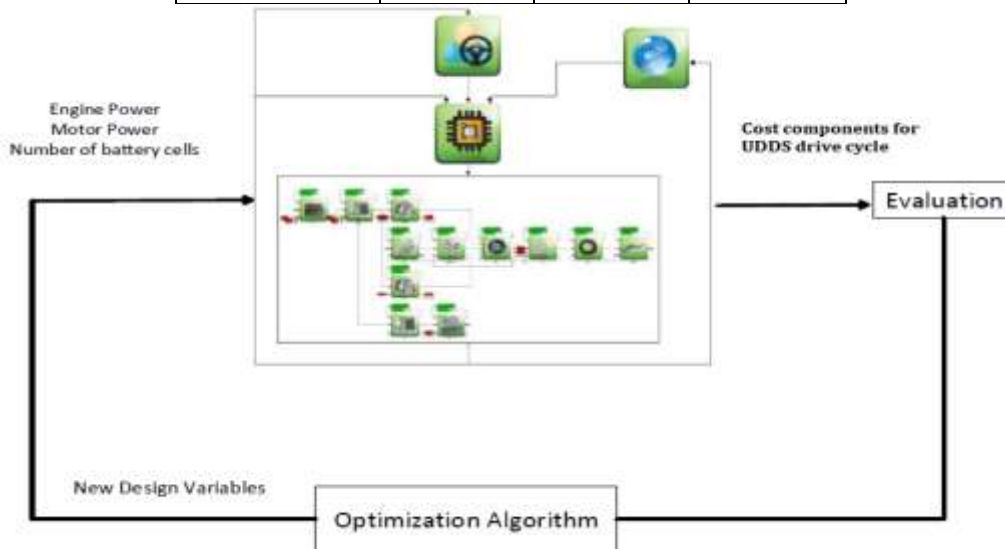 Engine Power
Motor Power
Number of battery cells
Cost components for
UDDS drive cycle
Evaluation
New Design Variables
Optimization Algorithm